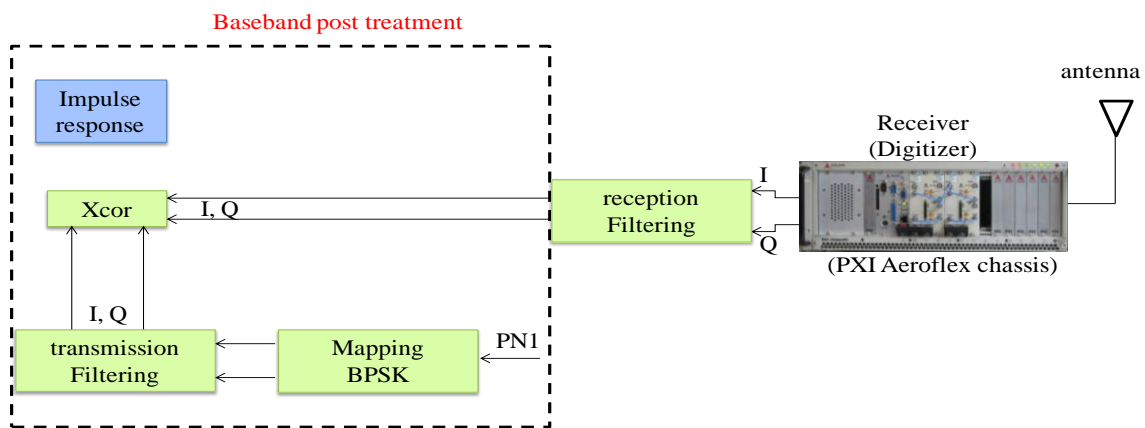 Baseband post treatment
antenna
Impulse
response
Receiver
(Digitizer)
I
Xcor
I, Q
reception
Filtering
Q
(PXI Aeroflex chassis)
I, Q
PN1
transmission
Filtering
Mapping
BPSK